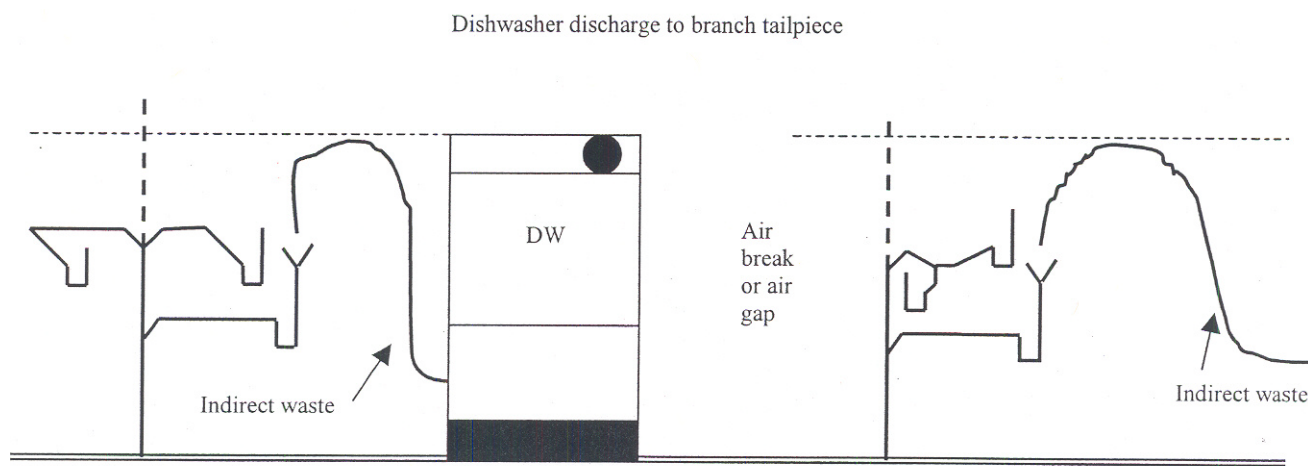 Dishwasher discharge to branch tailpiece
DW
Indirect waste
Air
break
or air
gap
Indirect waste